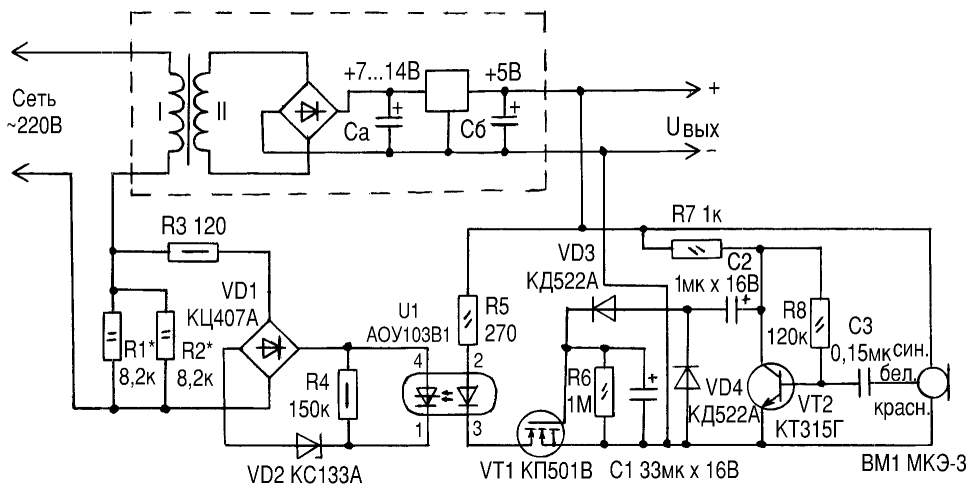 Сеть
~220В
I
II
+7...14В
+5В
Са
+
Сб
+
+
Uвых
−
R3 120
VD1
КЦ407А
R1*
8,2к
R2*
8,2к
R4
150к
VD2 КС133А
U1
АОУ103В1
4
1
2
3
R5
270
VD3
КД522А
R7 1к
C2
1мк х 16В
+
R6
1М
+
VD4
КД522А
R8
120к
C3
0,15мк
син.
бел.
красн.
VT2
КТ315Г
VT1 КП501В
C1 33мк х 16В
ВМ1 МКЭ-3